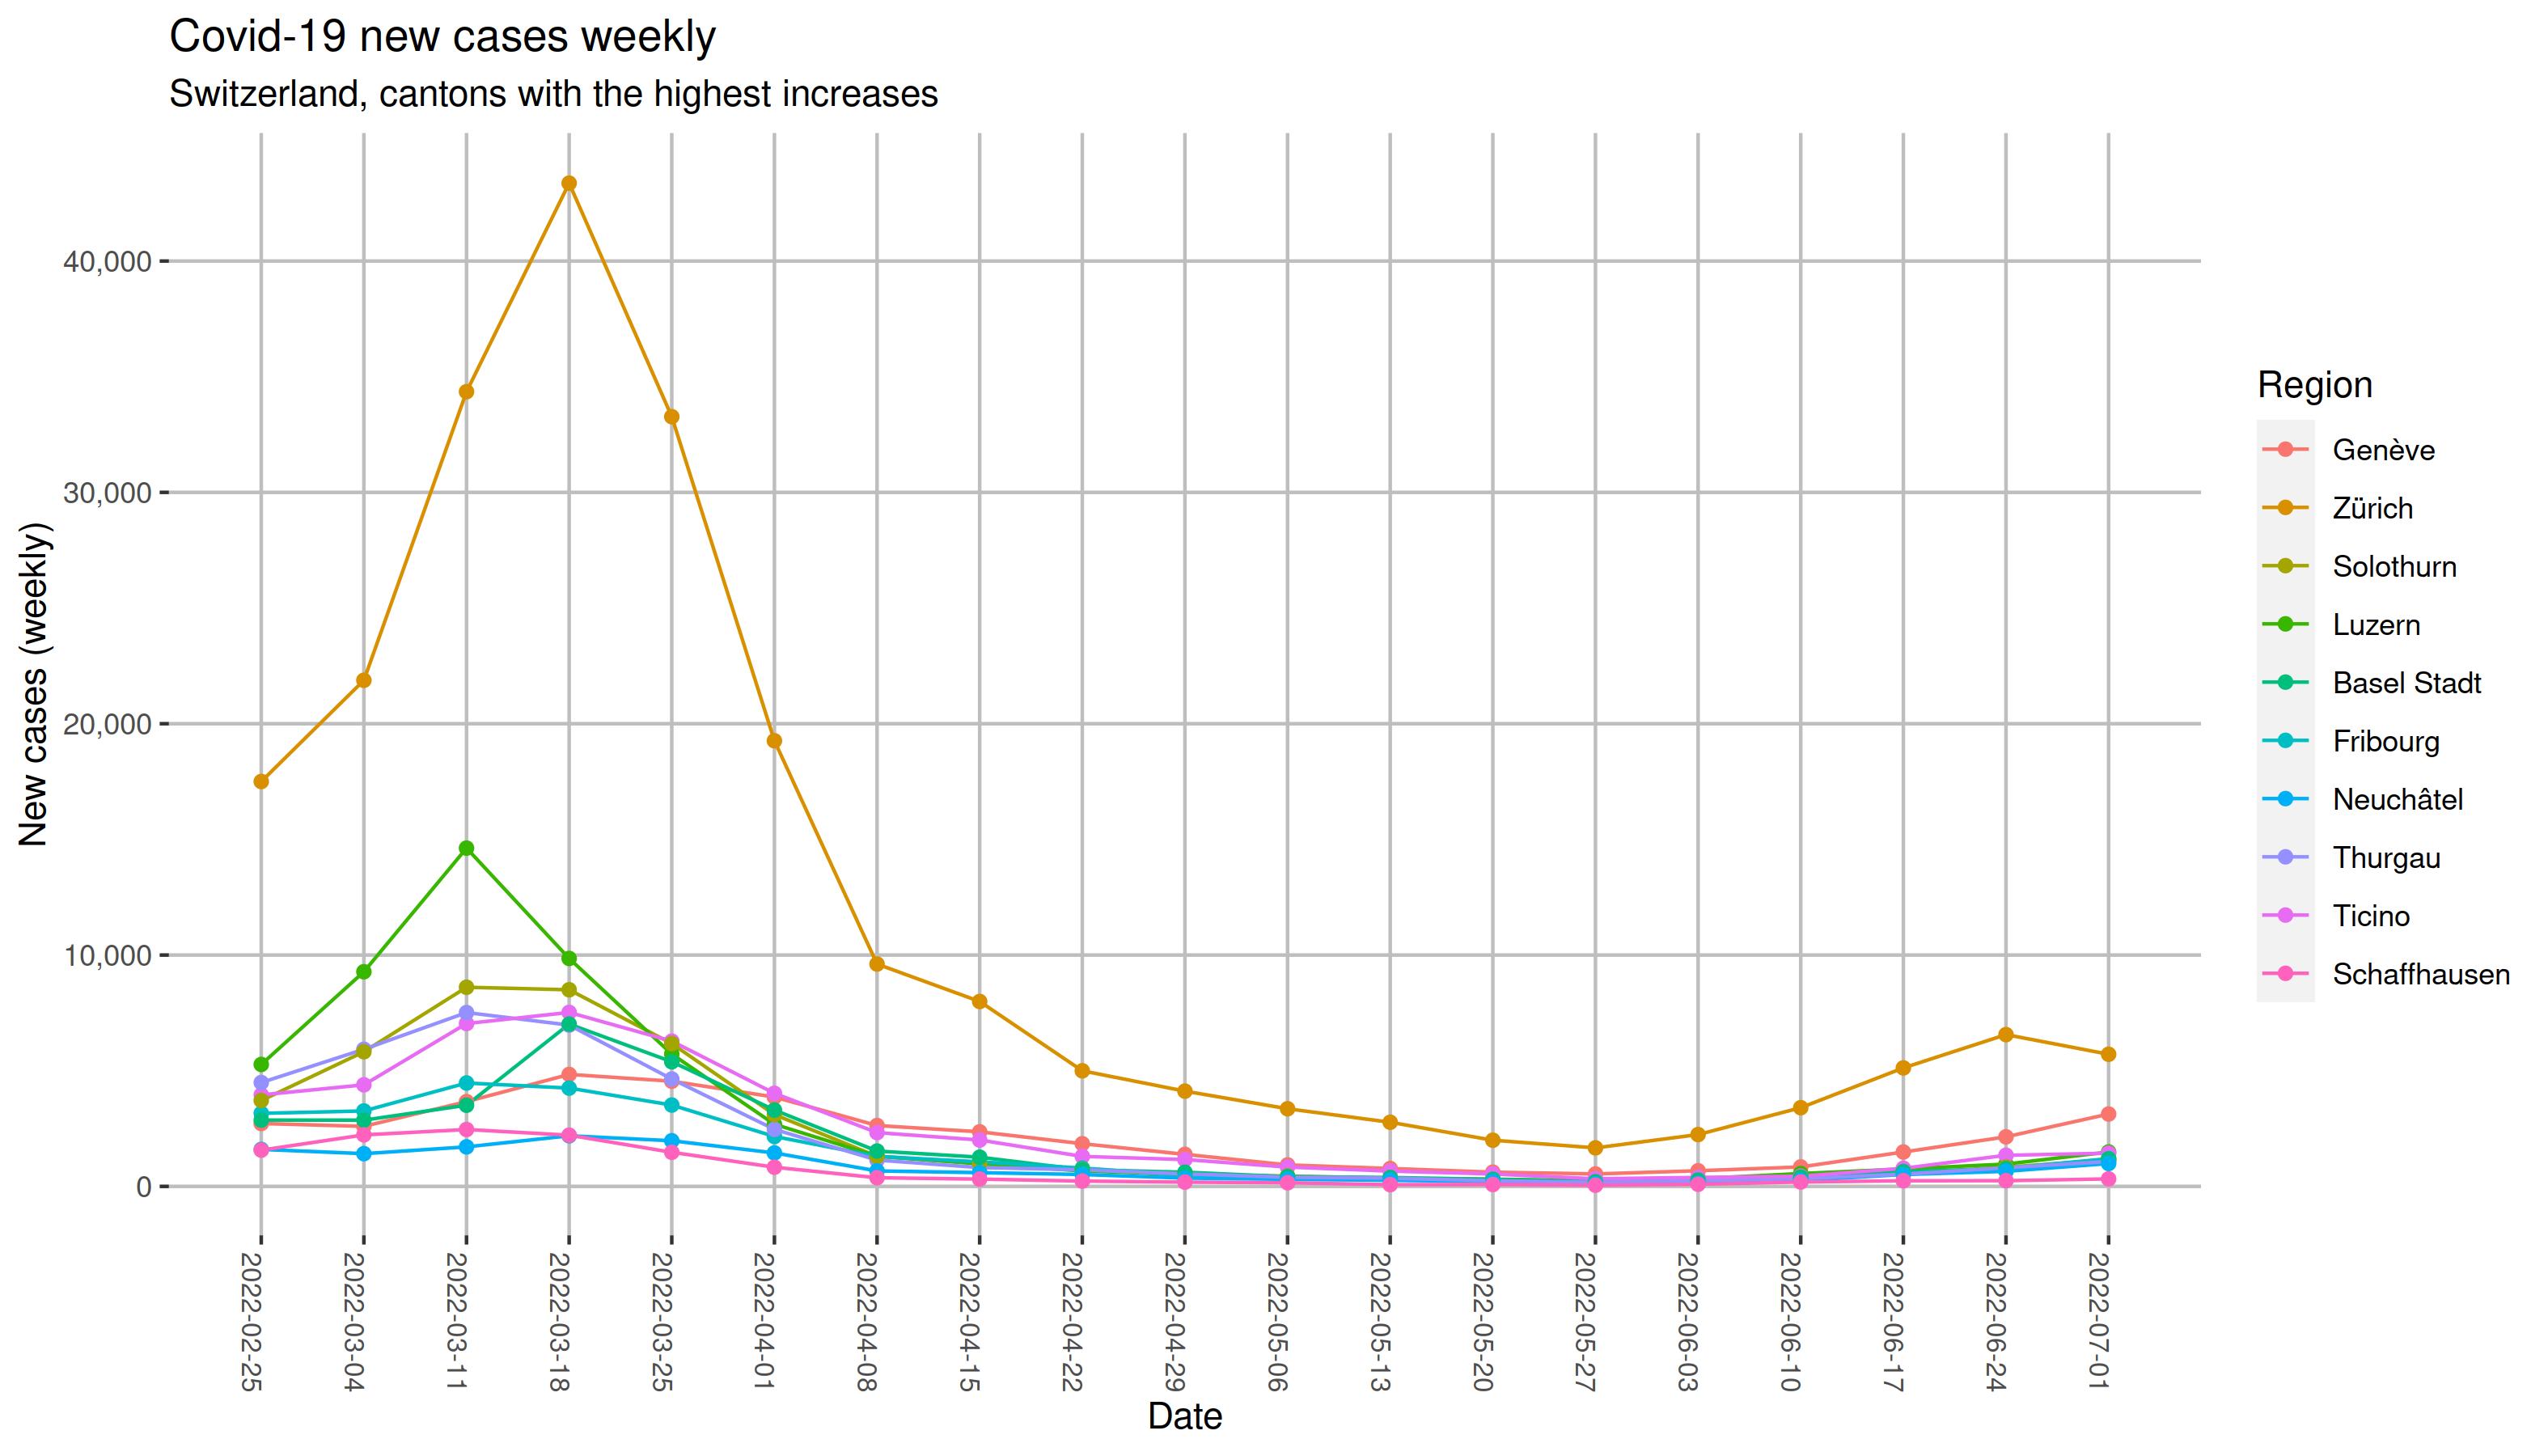 Covid-19 new cases weekly
Switzerland, cantons with the highest increases
New cases (weekly)
40,000
30,000
20,000
10,000
0
2022-02-25
2022-03-04
2022-03-11
2022-03-18
2022-03-25
2022-04-01
2022-04-08
2022-04-15
2022-04-22
2022-04-29
2022-05-06
2022-05-13
2022-05-20
2022-05-27
2022-06-03
2022-06-10
2022-06-17
2022-06-24
2022-07-01
Date
Region
Genève
Zürich
Solothurn
Luzern
Basel Stadt
Fribourg
Neuchâtel
Thurgau
Ticino
Schaffhausen